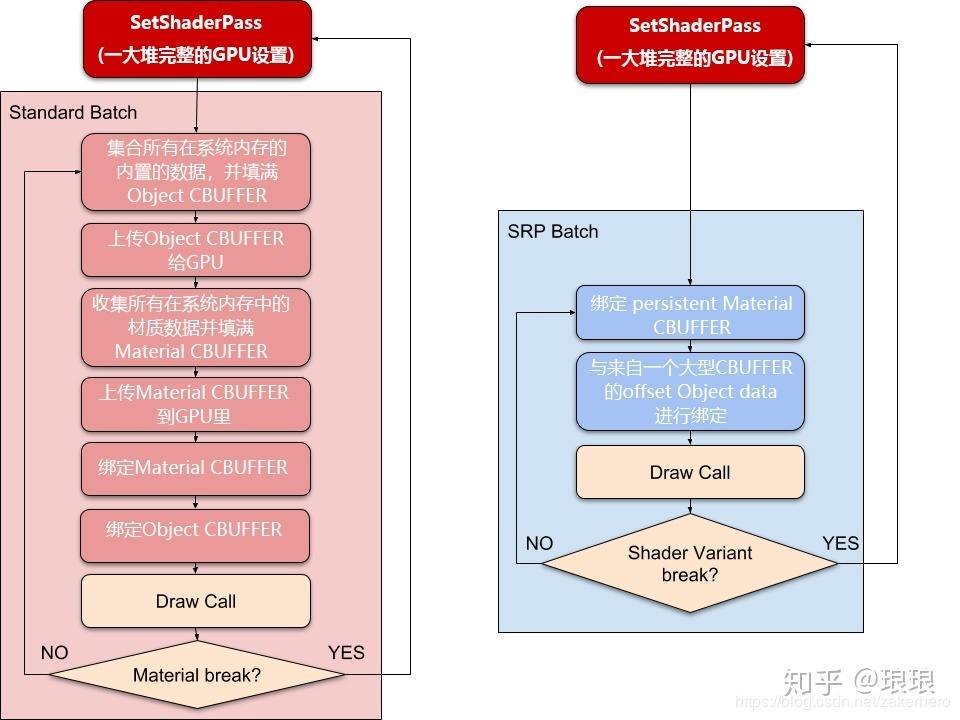 SetShaderPass
(一大堆完整的GPU设置)
Standard Batch
集合所有在系统内存的
内置的数据，并填满
Object CBUFFER
上传Object CBUFFER
给GPU
收集所有在系统内存中的
材质数据并填满
Material CBUFFER
上传Material CBUFFER
到GPU里
绑定Material CBUFFER
绑定Object CBUFFER
Draw Call
NO
YES
Material break?
SetShaderPass
(一大堆完整的GPU设置)
SRP Batch
绑定 persistent Material
CBUFFER
与来自一个大型CBUFFER
的offset Object data
进行绑定
Draw Call
NO
YES
Shader Variant
break?
知乎 @琅琅
https://blog.csdn.net/zakerhero